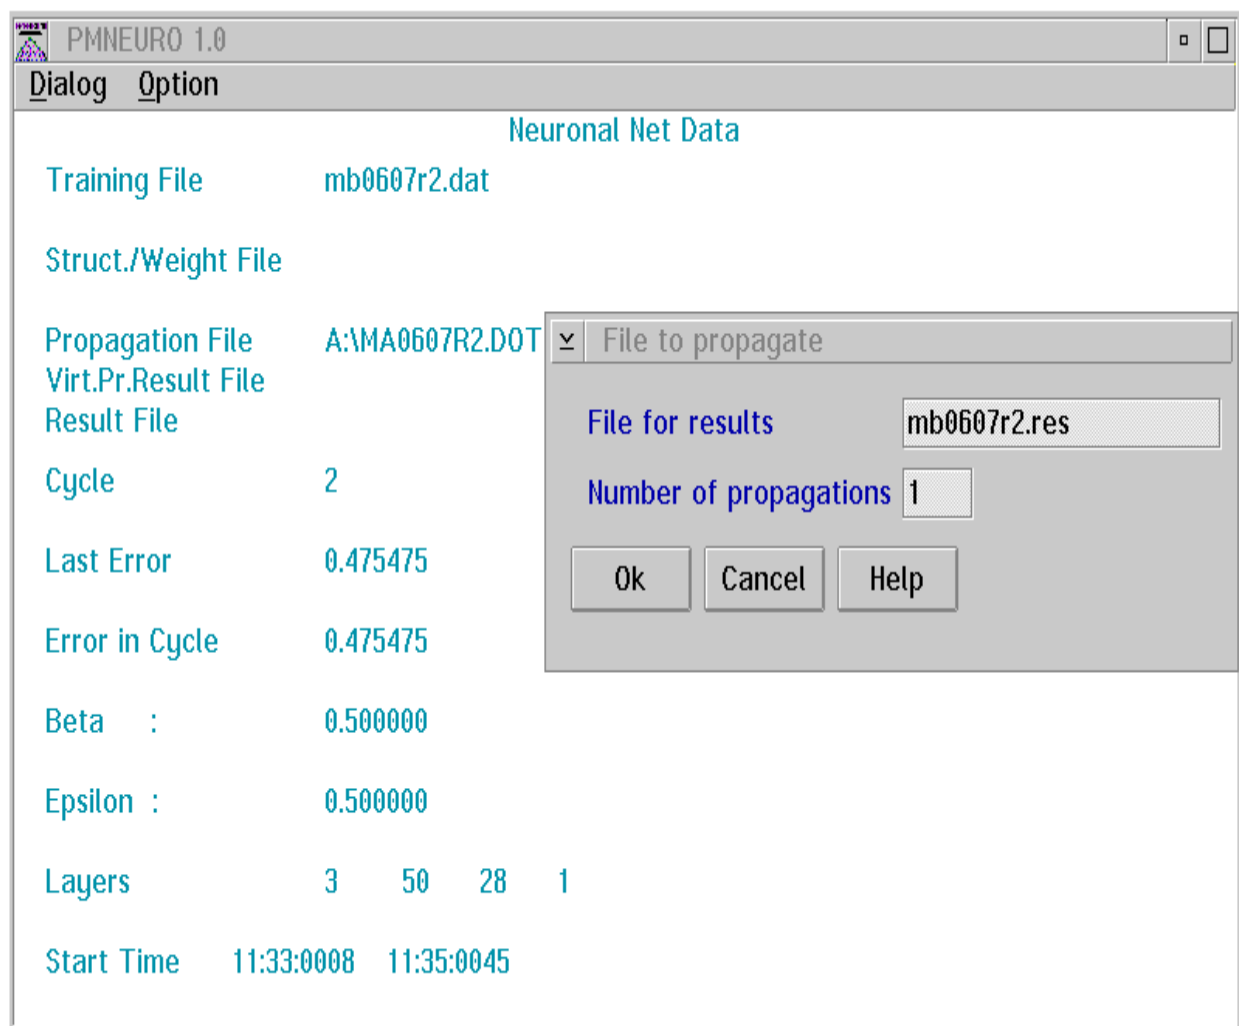 PMNEURO 1.0
Dialog Option
Neuronal Net Data
Training File mb0607r2.dat
Struct./Weight File
Propagation File A:\MA0607R2.DOT
Virt.Pr.Result File
Result File
Cycle 2
Last Error 0.475475
Error in Cycle 0.475475
Beta : 0.500000
Epsilon : 0.500000
Layers 3 50 28 1
Start Time 11:33:0008 11:35:0045
File to propagate
File for results mb0607r2.res
Number of propagations 1
Ok Cancel Help